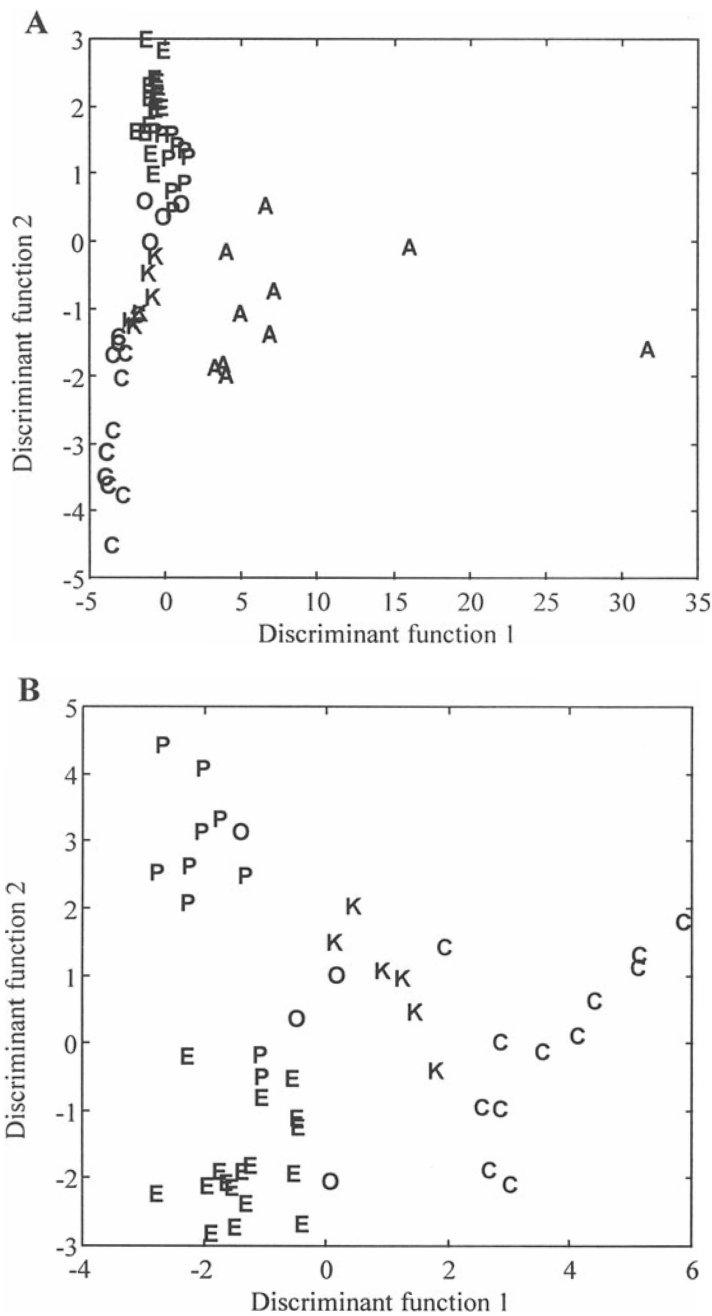 A
Discriminant function 2
3
2
1
0
-1
-2
-3
-4
-5
-5 0 5 10 15 20 25 30 35
Discriminant function 1
E
P
O
K
C
A
B
Discriminant function 2
5
4
3
2
1
0
-1
-2
-3
-4 -2 0 2 4 6
Discriminant function 1
P
O
K
C
E